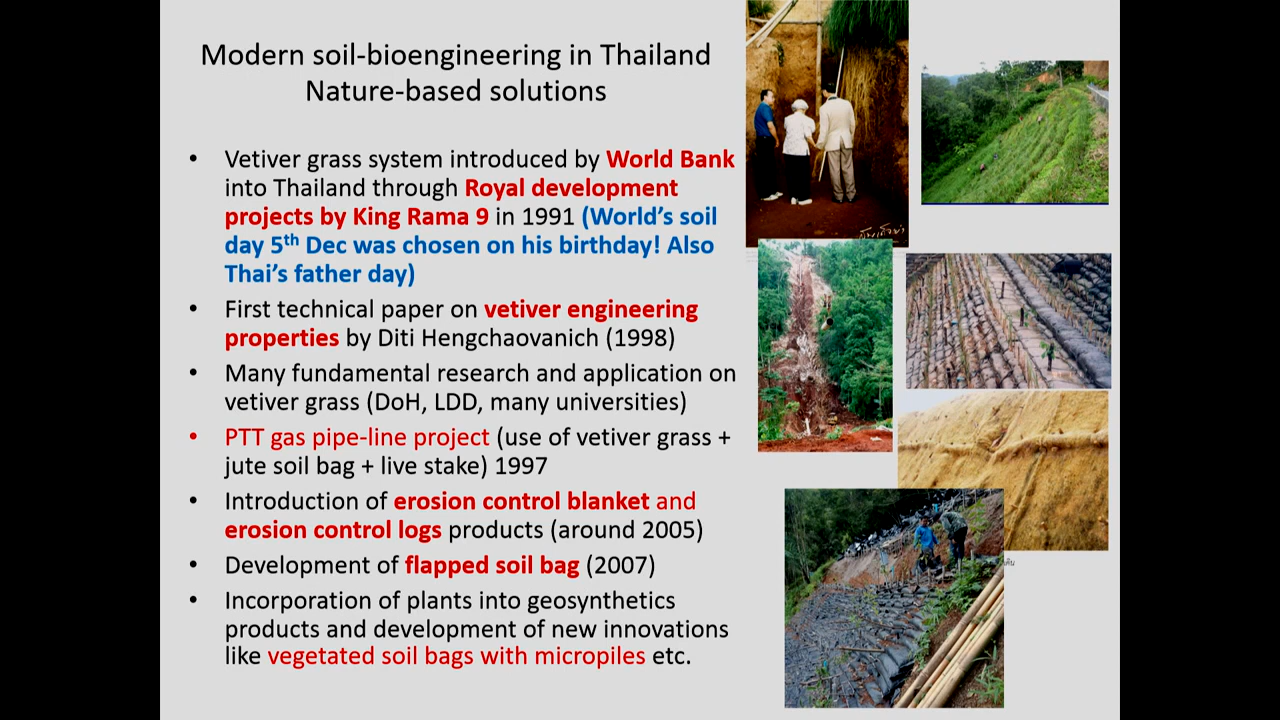 Modern soil-bioengineering in Thailand
Nature-based solutions
• Vetiver grass system introduced by World Bank
into Thailand through Royal development
projects by King Rama 9 in 1991 (World's soil
day 5th Dec was chosen on his birthday! Also
Thai's father day)
• First technical paper on vetiver engineering
properties by Diti Hengchaovanich (1998)
• Many fundamental research and application on
vetiver grass (DoH, LDD, many universities)
• PTT gas pipe-line project (use of vetiver grass +
jute soil bag + live stake) 1997
• Introduction of erosion control blanket and
erosion control logs products (around 2005)
• Development of flapped soil bag (2007)
• Incorporation of plants into geosynthetics
products and development of new innovations
like vegetated soil bags with micropiles etc.